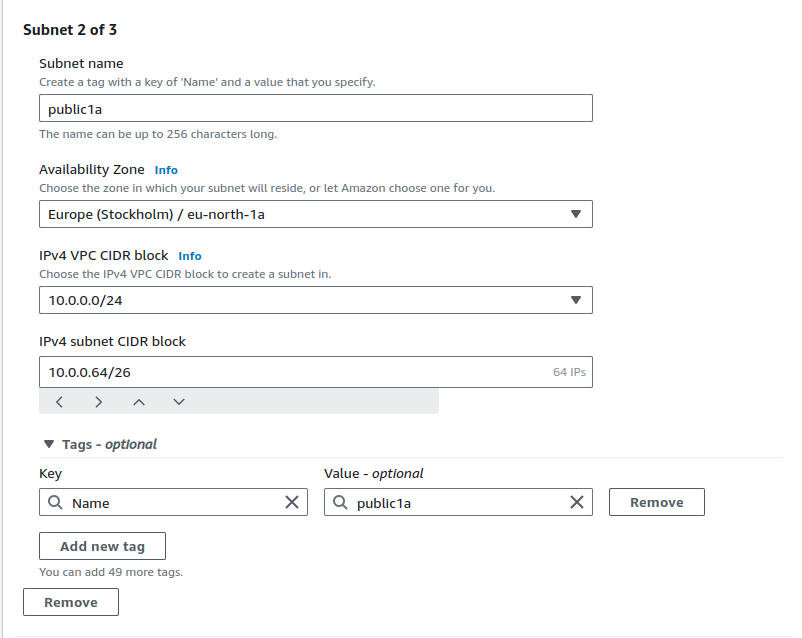 Subnet 2 of 3
Subnet name
Create a tag with a key of 'Name' and a value that you specify.
public1a
The name can be up to 256 characters long.
Availability Zone Info
Choose the zone in which your subnet will reside, or let Amazon choose one for you.
Europe (Stockholm) / eu-north-1a
IPv4 VPC CIDR block Info
Choose the IPv4 VPC CIDR block to create a subnet in.
10.0.0.0/24
IPv4 subnet CIDR block
10.0.0.64/26 64 IPs
Tags - optional
Key Value - optional
Name public1a Remove
Add new tag
You can add 49 more tags.
Remove